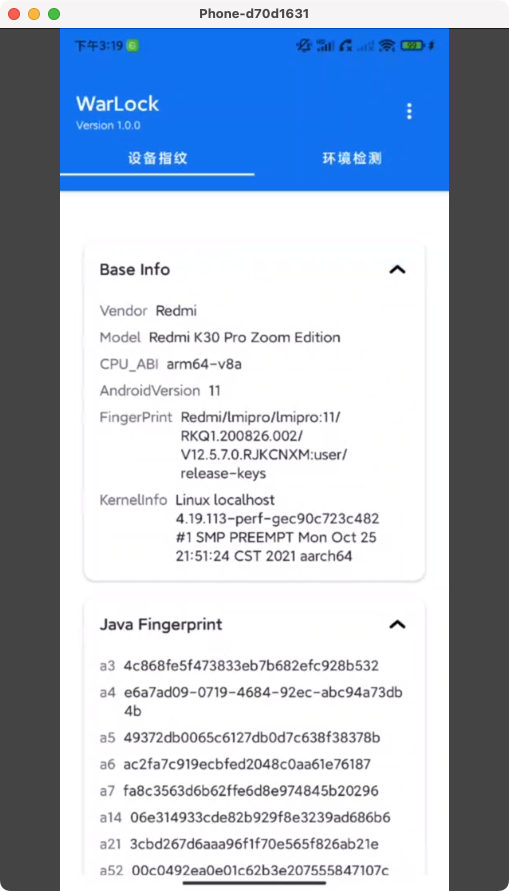 Phone-d70d1631
下午3:19
WarLock
Version 1.0.0
设备指纹 环境检测
Base Info
Vendor Redmi
Model Redmi K30 Pro Zoom Edition
CPU_ABI arm64-v8a
AndroidVersion 11
FingerPrint Redmi/lmipro/lmipro:11/
RKQ1.200826.002/
V12.5.7.0.RJKCNXM:user/
release-keys
KernelInfo Linux localhost
4.19.113-perf-gec90c723c482
#1 SMP PREEMPT Mon Oct 25
21:51:24 CST 2021 aarch64
Java Fingerprint
a3 4c868fe5f473833eb7b682efc928b532
a4 e6a7ad09-0719-4684-92ec-abc94a73db
4b
a5 49372db0065c6127db0d7c638f38378b
a6 ac2fa7c919ecbfed2048c0aa61e76187
a7 fa8c3563d6b62ffe6d8e974845b20296
a14 06e314933cde82b929f8e3239ad686b6
a21 3cbd267d6aaa96f1f70e565f826ab21e
a52 00c0492ea0e01c62b3e207555847107c